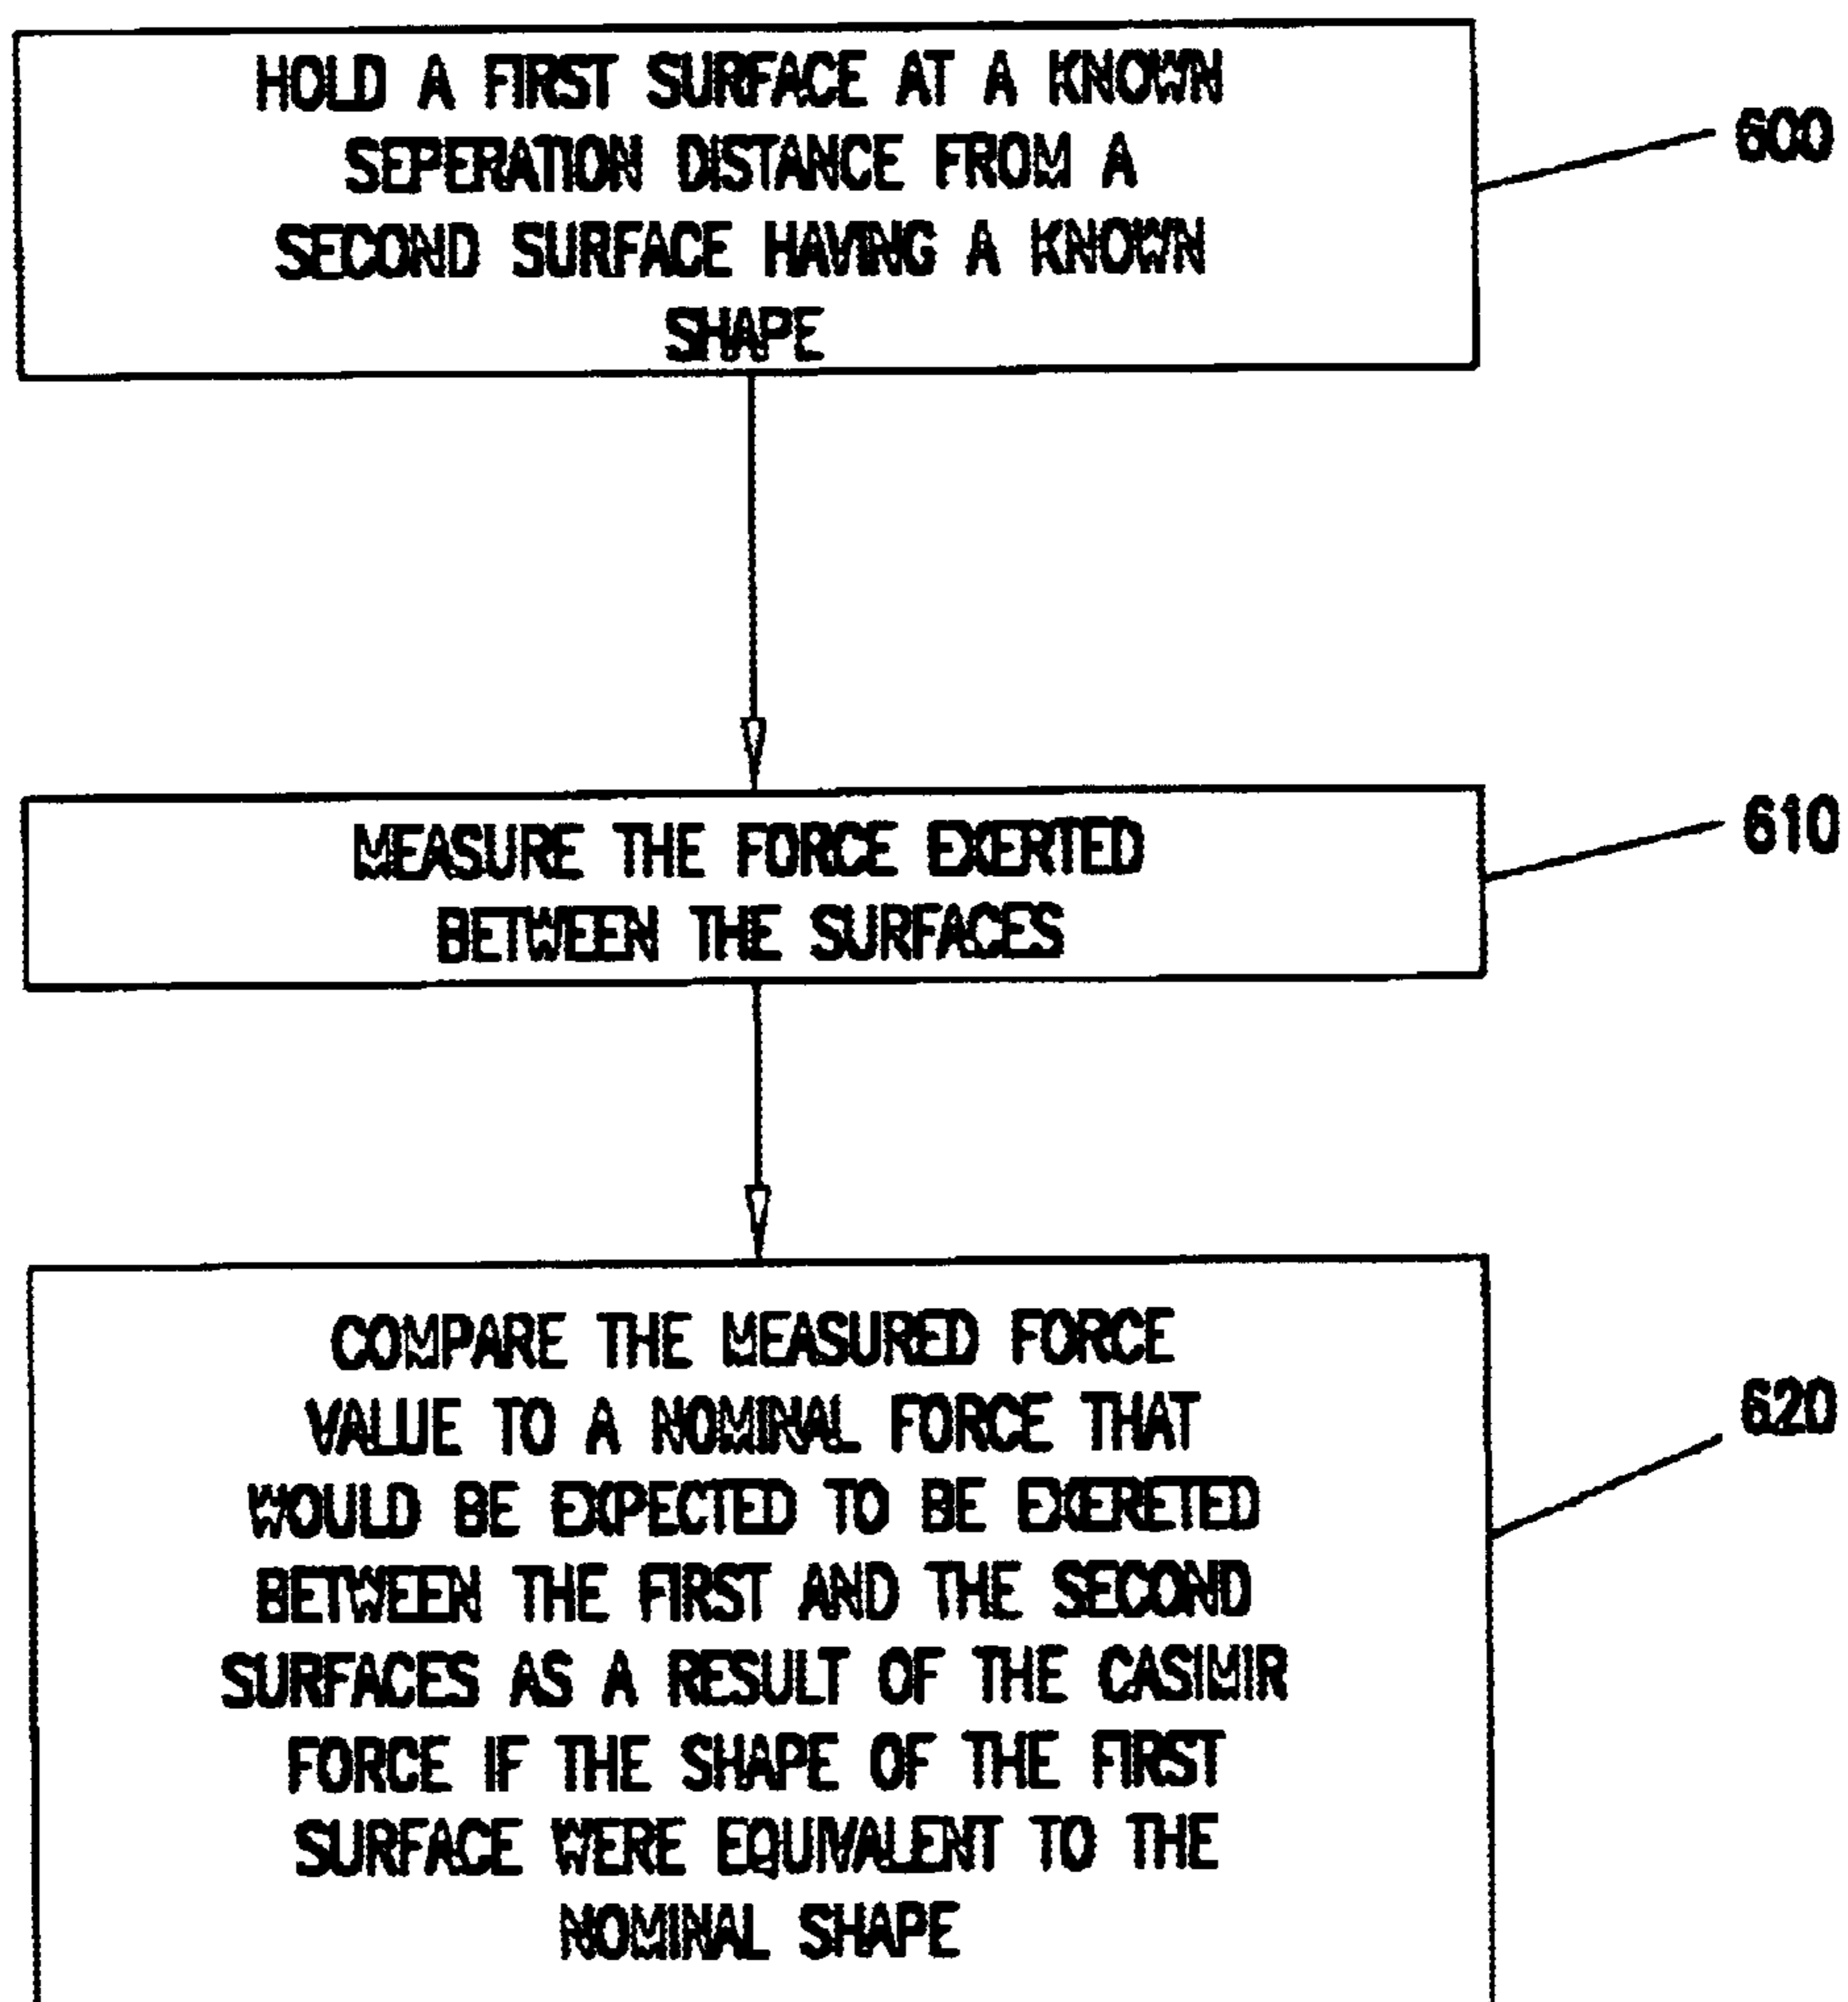 HOLD A FIRST SURFACE AT A KNOWN
SEPERATION DISTANCE FROM A
SECOND SURFACE HAVING A KNOWN
SHAPE
600
MEASURE THE FORCE EXERTED
BETWEEN THE SURFACES
610
COMPARE THE MEASURED FORCE
VALUE TO A NOMINAL FORCE THAT
WOULD BE EXPECTED TO BE EXERETED
BETWEEN THE FIRST AND THE SECOND
SURFACES AS A RESULT OF THE CASIMIR
FORCE IF THE SHAPE OF THE FIRST
SURFACE WERE EQUIVALENT TO THE
NOMINAL SHAPE
620